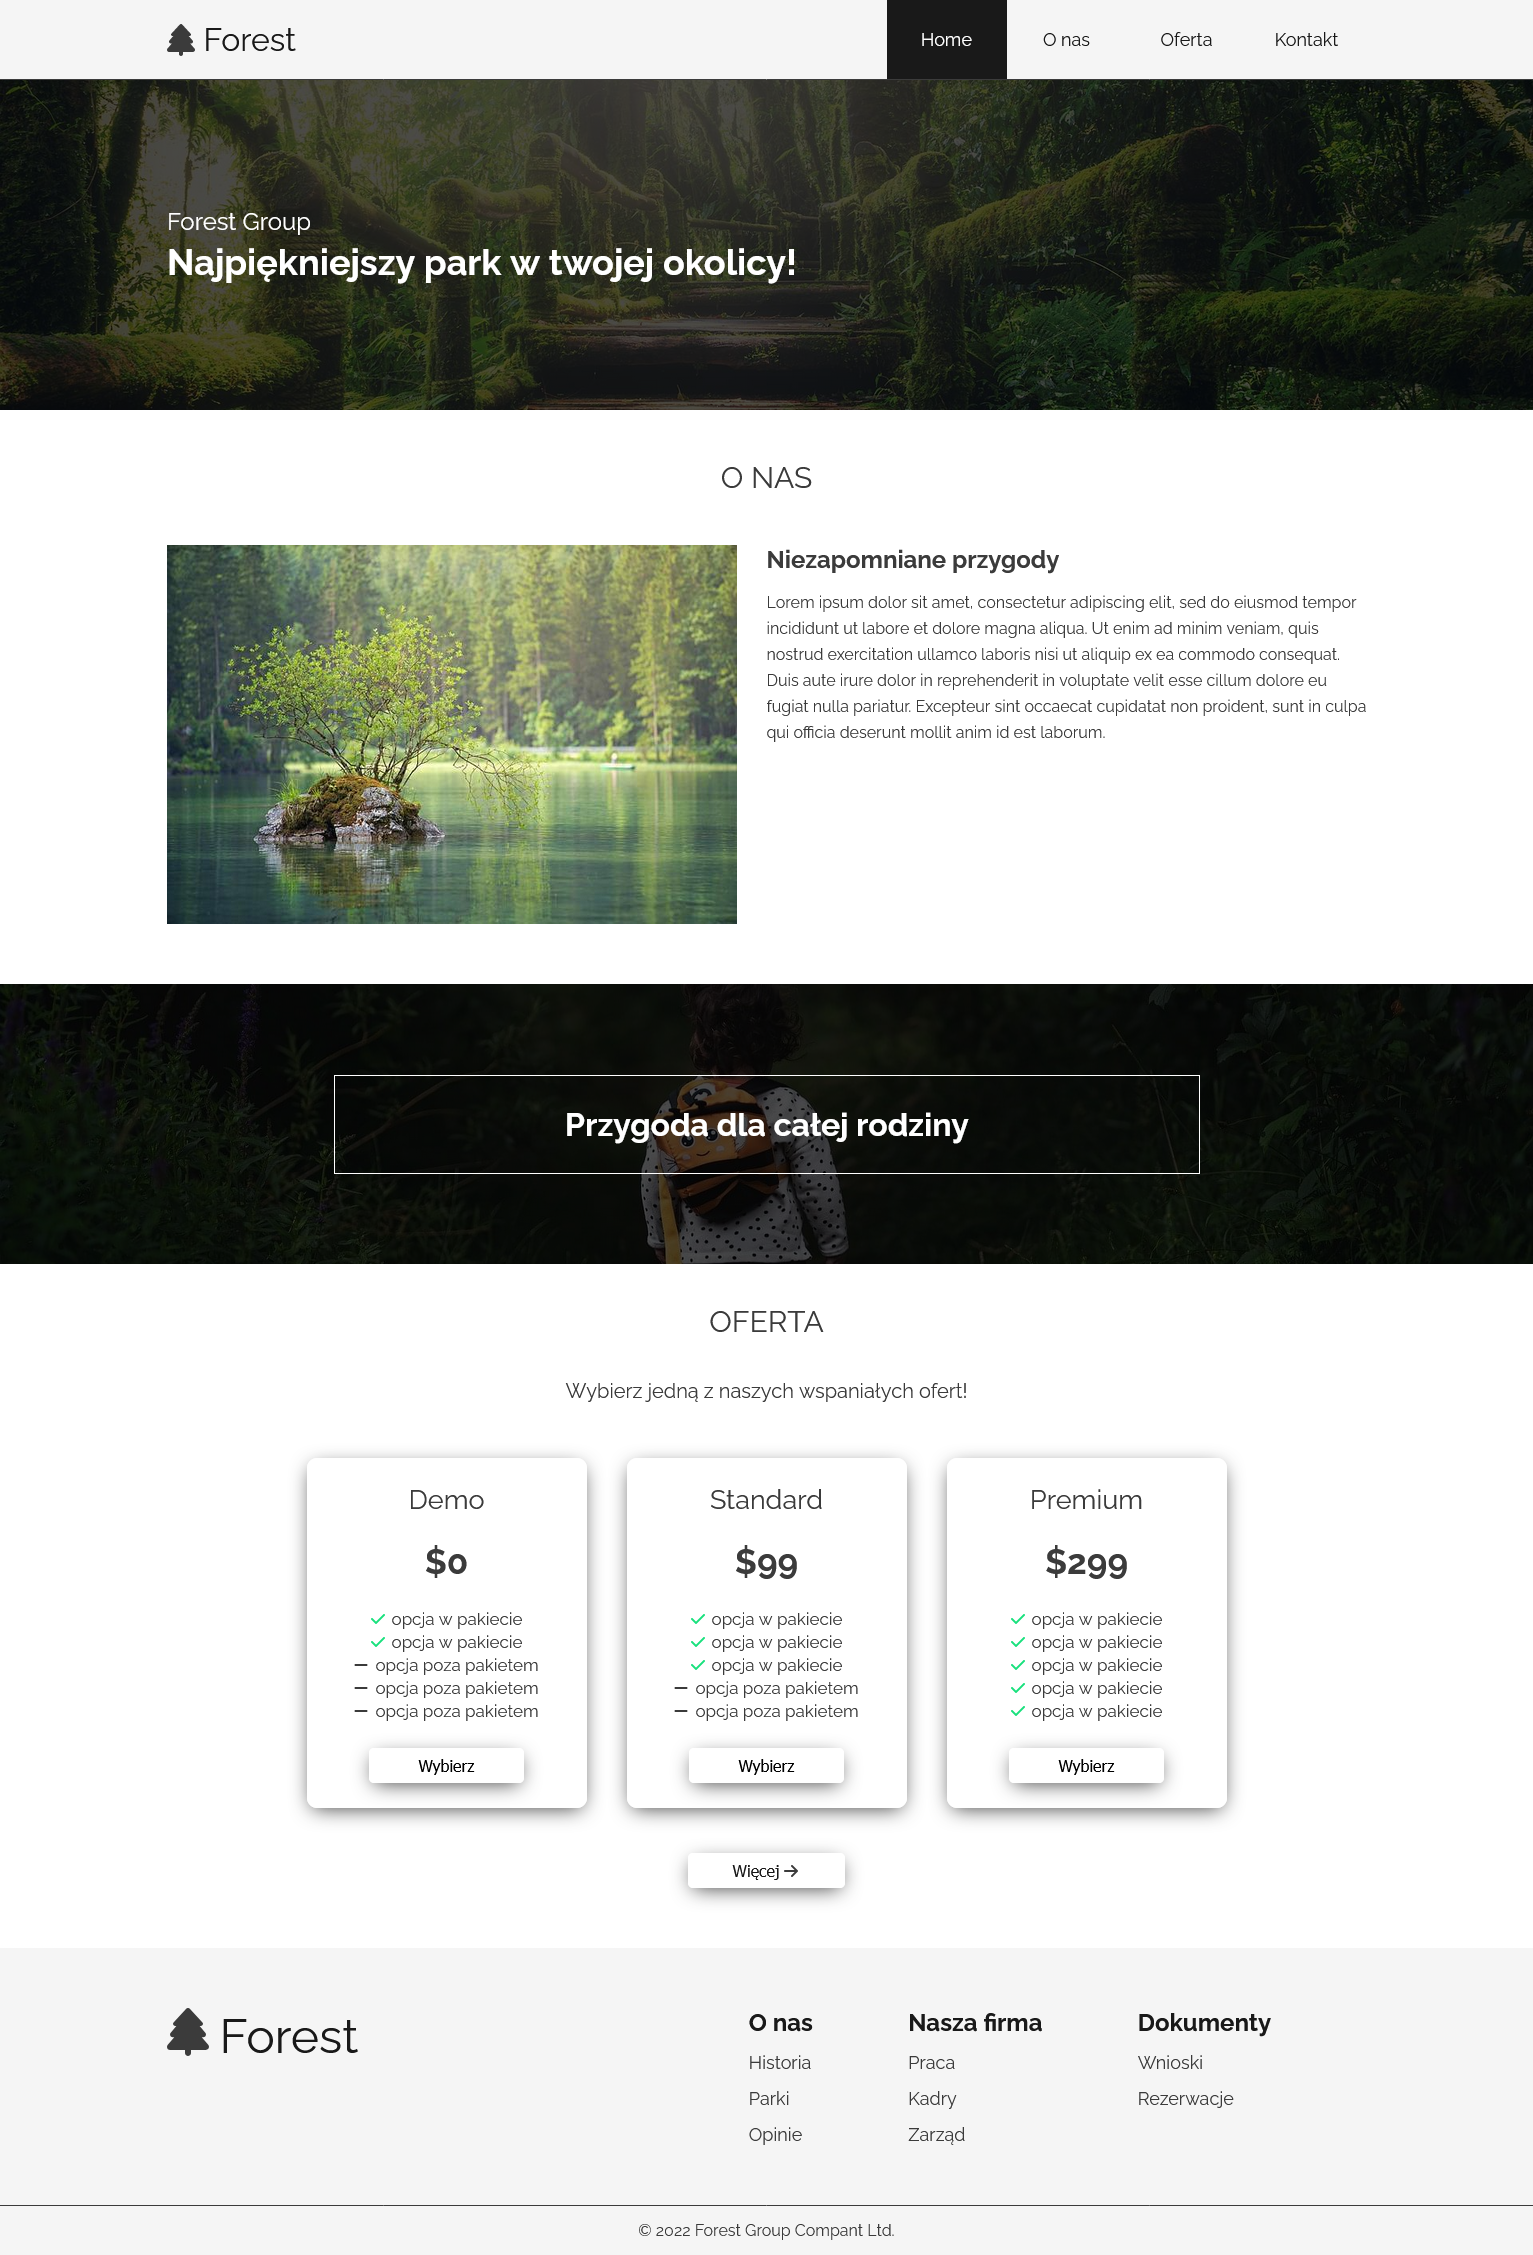 Forest
Home
O nas
Oferta
Kontakt
Forest Group
Najpiękniejszy park w twojej okolicy!
O NAS
Niezapomniane przygody
Lorem ipsum dolor sit amet, consectetur adipiscing elit, sed do eiusmod tempor
incididunt ut labore et dolore magna aliqua. Ut enim ad minim veniam, quis
nostrud exercitation ullamco laboris nisi ut aliquip ex ea commodo consequat.
Duis aute irure dolor in reprehenderit in voluptate velit esse cillum dolore eu
fugiat nulla pariatur. Excepteur sint occaecat cupidatat non proident, sunt in culpa
qui officia deserunt mollit anim id est laborum.
Przygoda dla całej rodziny
OFERTA
Wybierz jedną z naszych wspaniałych ofert!
Demo
$0
opcja w pakiecie
opcja w pakiecie
opcja poza pakietem
opcja poza pakietem
opcja poza pakietem
Wybierz
Standard
$99
opcja w pakiecie
opcja w pakiecie
opcja w pakiecie
opcja poza pakietem
opcja poza pakietem
Wybierz
Premium
$299
opcja w pakiecie
opcja w pakiecie
opcja w pakiecie
opcja w pakiecie
opcja w pakiecie
Wybierz
Więcej →
Forest
O nas
Historia
Parki
Opinie
Nasza firma
Praca
Kadry
Zarząd
Dokumenty
Wnioski
Rezerwacje
© 2022 Forest Group Compant Ltd.